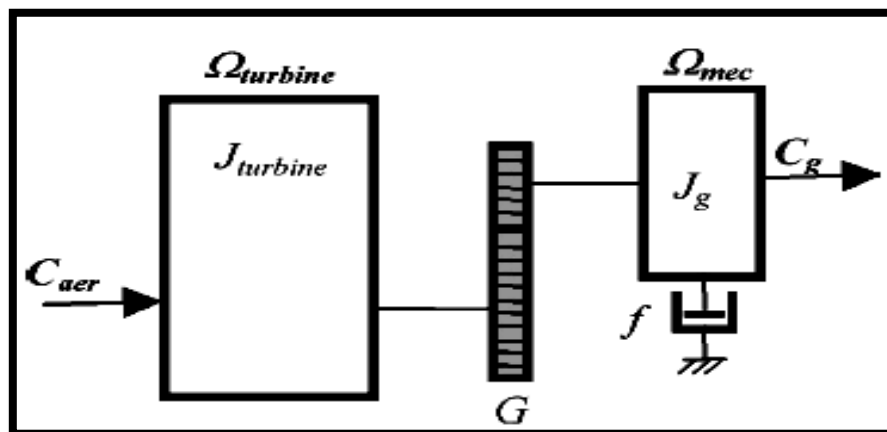 Ωturbine
Ωmec
Jturbine
Cg
Jg
Caer
f
G